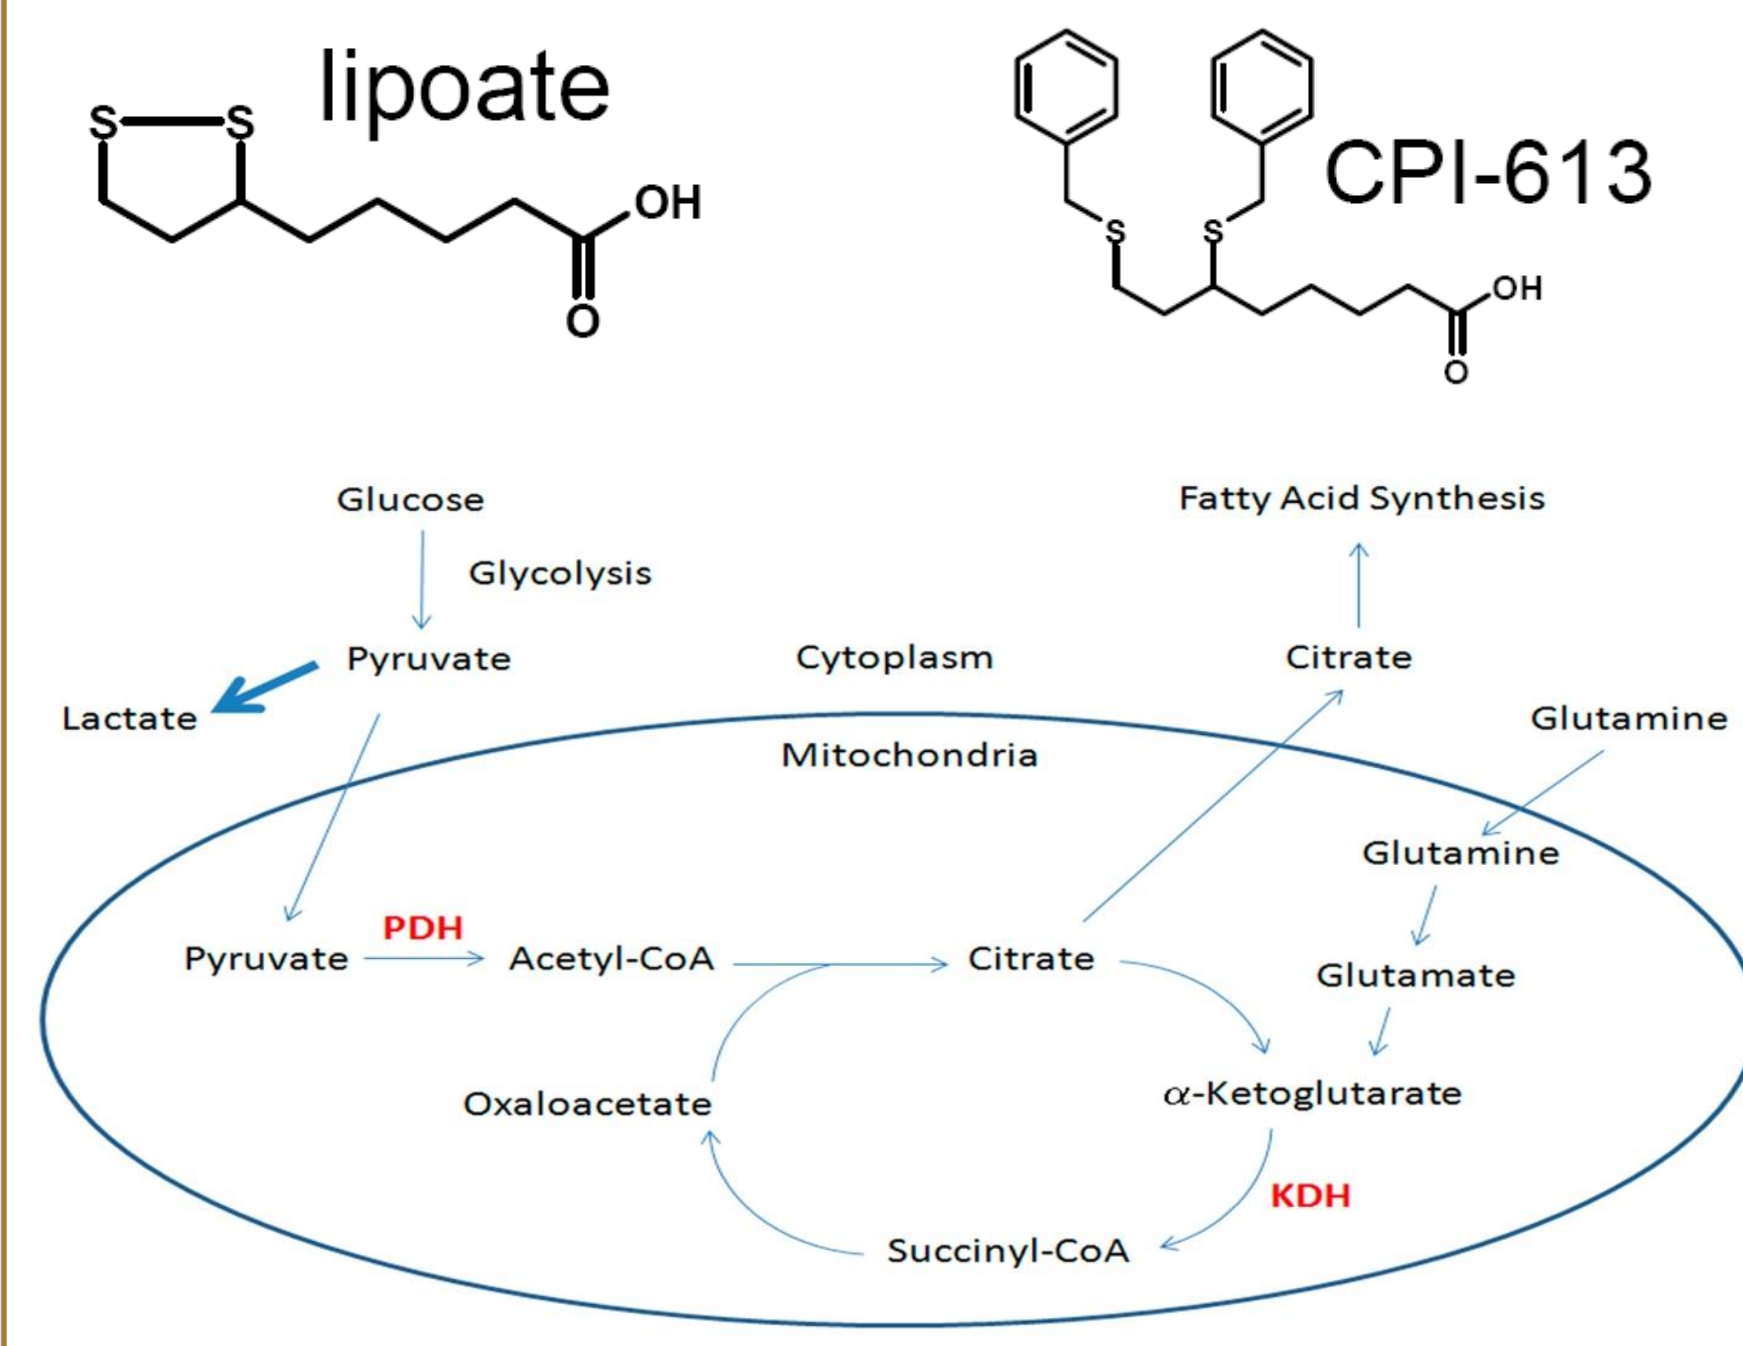 lipoate
S S
OH
O
CPI-613
S S
OH
O
Glucose
Fatty Acid Synthesis
Glycolysis
Pyruvate
Cytoplasm
Citrate
Lactate
Glutamine
Mitochondria
Glutamine
PDH
Pyruvate
Acetyl-CoA
Citrate
Glutamate
Oxaloacetate
α-Ketoglutarate
KDH
Succinyl-CoA